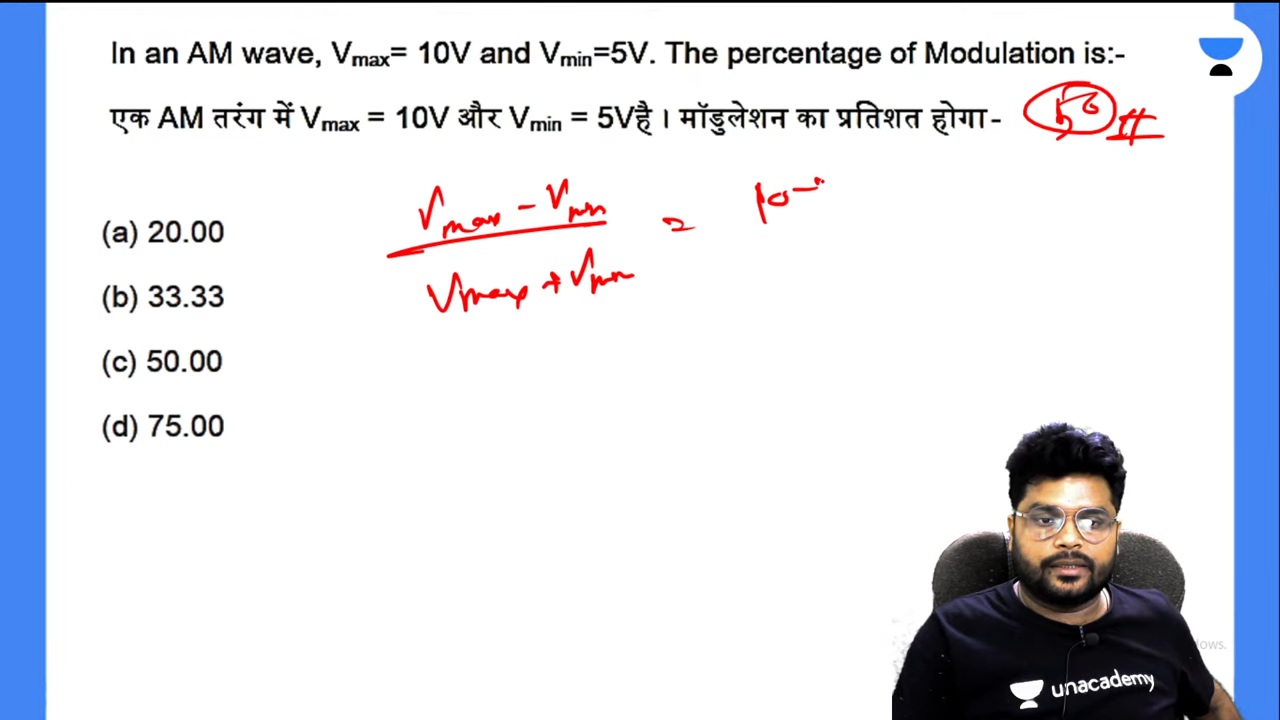 In an AM wave, Vmax= 10V and Vmin=5V. The percentage of Modulation is:-
एक AM तरंग में Vmax = 10V और Vmin = 5Vहै। मॉडुलेशन का प्रतिशत होगा-
50
(a) 20.00
(b) 33.33
(c) 50.00
(d) 75.00
Vmax - Vmin
Vmax + Vmin
= 10-
unacademy